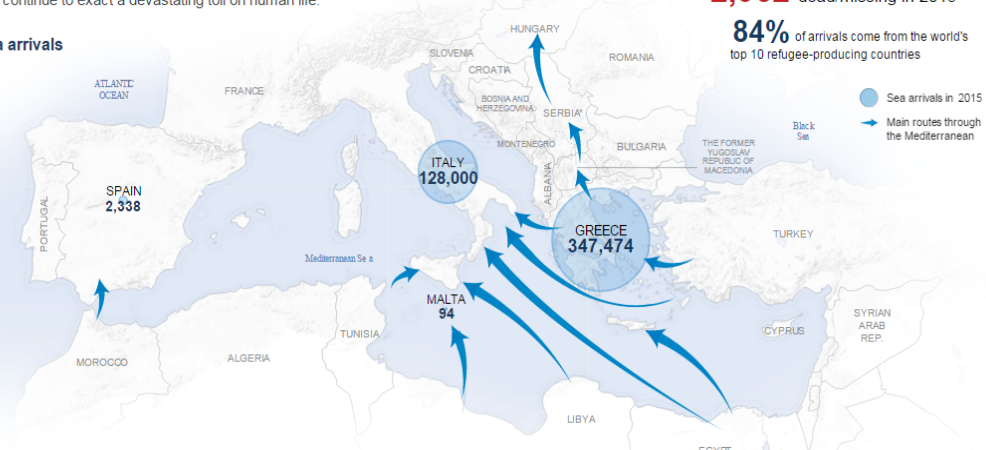 continue to exact a devastating toll on human life.
dead/missing in 2015
84% of arrivals come from the world's
top 10 refugee-producing countries
arrivals
Sea arrivals in 2015
Main routes through
the Mediterranean
HUNGARY
SLOVENIA
ROMANIA
CROATIA
ATLANTIC
OCEAN
FRANCE
BOSNIA AND
HERZEGOVINA
SERBIA*
Black
Sea
MONTENEGRO
BULGARIA
THE FORMER
YUGOSLAV
REPUBLIC OF
MACEDONIA
ITALY
128,000
ALBANIA
SPAIN
2,338
PORTUGAL
GREECE
347,474
TURKEY
Mediterranean Se a
MALTA
94
SYRIAN
ARAB
REP.
CYPRUS
TUNISIA
MOROCCO
ALGERIA
LIBYA